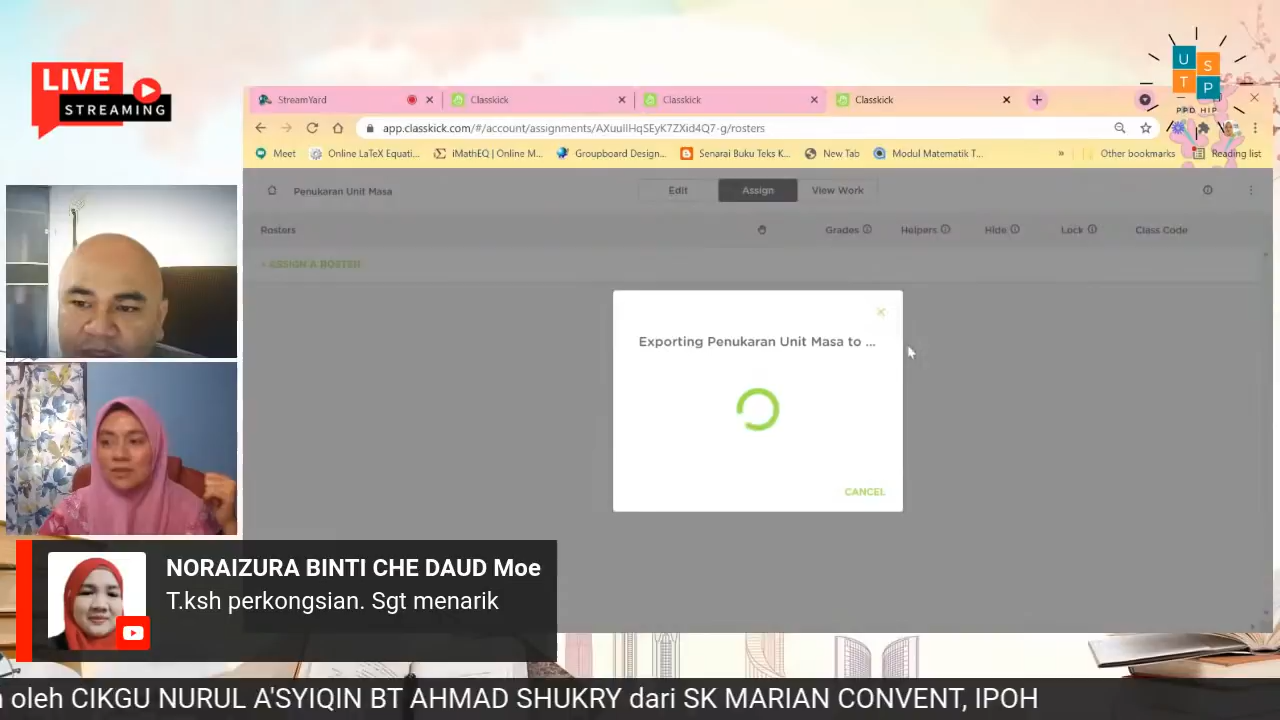 LIVE
STREAMING
U
S
T
P
PPD HIP
StreamYard
Classkick
Classkick
Classkick
app.classkick.com/#/account/assignments/AXuuIlHqSEyK7ZXid4Q7-g/rosters
Meet
Online LaTeX Equati...
iMathEQ | Online M...
Groupboard Design...
Senarai Buku Teks K...
New Tab
Modul Matematik T...
»
Other bookmarks
Reading list
Penukaran Unit Masa
Edit
Assign
View Work
Rosters
Grades
Helpers
Hide
Lock
Class Code
+ ASSIGN A ROSTER
Exporting Penukaran Unit Masa to ...
CANCEL
NORAIZURA BINTI CHE DAUD Moe
T.ksh perkongsian. Sgt menarik
oleh CIKGU NURUL A'SYIQIN BT AHMAD SHUKRY dari SK MARIAN CONVENT, IPOH